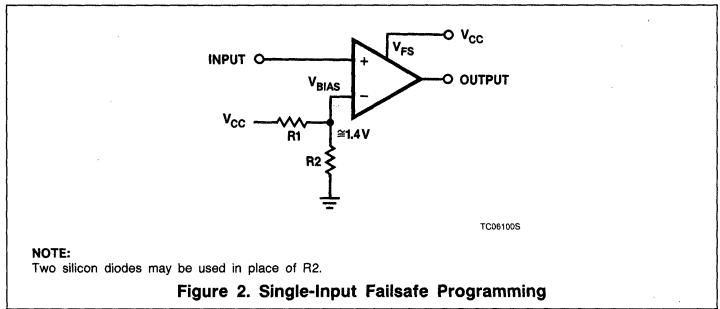 V_CC
V_FS
INPUT
+
OUTPUT
V_BIAS
−
V_CC
R1
≅1.4V
R2
TC06100S
NOTE:
Two silicon diodes may be used in place of R2.
Figure 2. Single-Input Failsafe Programming